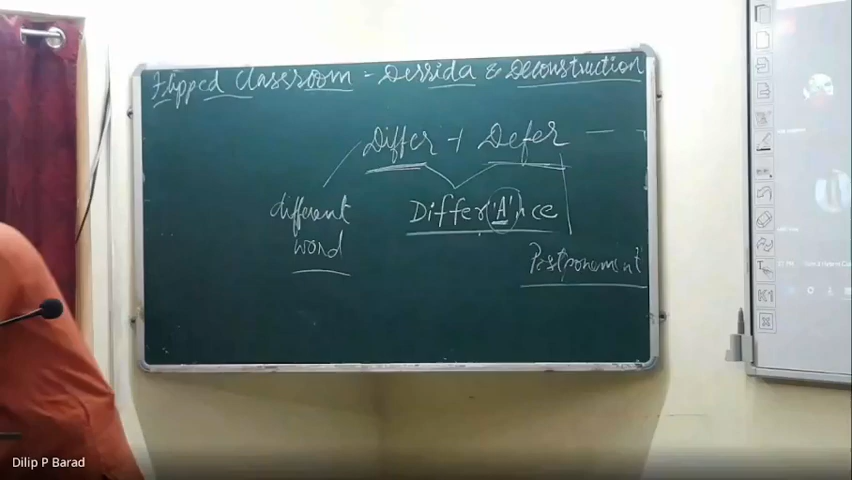 Flipped Classroom - Derrida & Deconstruction
Differ + Defer —
different
word
Differ'A'nce
Postponement
Dilip P Barad